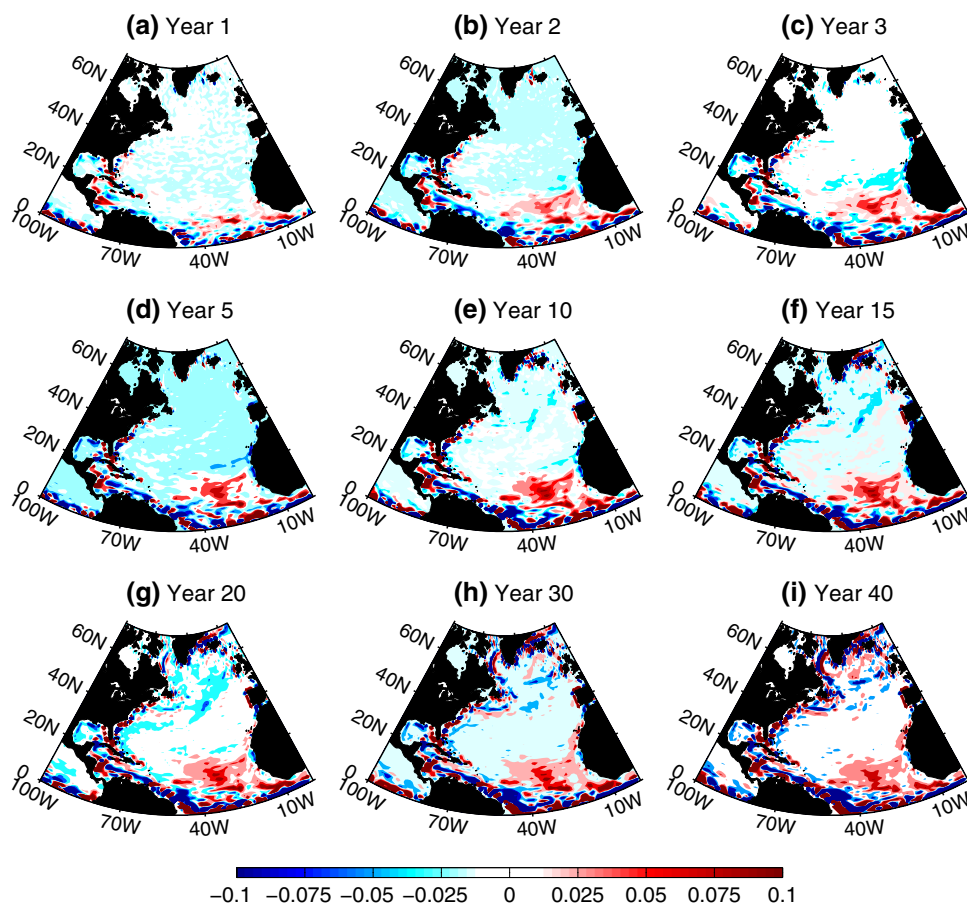 (a) Year 1
(b) Year 2
(c) Year 3
60N
40N
20N
0
100W
70W
40W
10W
60N
40N
20N
0
100W
70W
40W
10W
60N
40N
20N
0
100W
70W
40W
10W
(d) Year 5
(e) Year 10
(f) Year 15
60N
40N
20N
0
100W
70W
40W
10W
60N
40N
20N
0
100W
70W
40W
10W
60N
40N
20N
0
100W
70W
40W
10W
(g) Year 20
(h) Year 30
(i) Year 40
60N
40N
20N
0
100W
70W
40W
10W
60N
40N
20N
0
100W
70W
40W
10W
60N
40N
20N
0
100W
70W
40W
10W
−0.1 −0.075 −0.05 −0.025 0 0.025 0.05 0.075 0.1